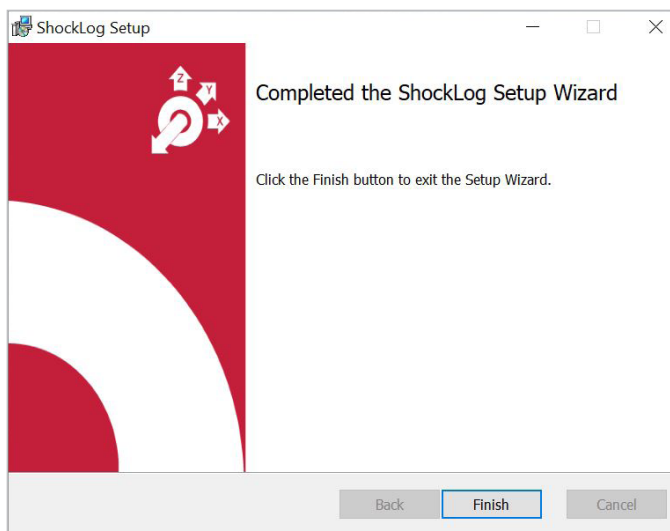 ShockLog Setup
Z
Y
X
Completed the ShockLog Setup Wizard
Click the Finish button to exit the Setup Wizard.
Back
Finish
Cancel